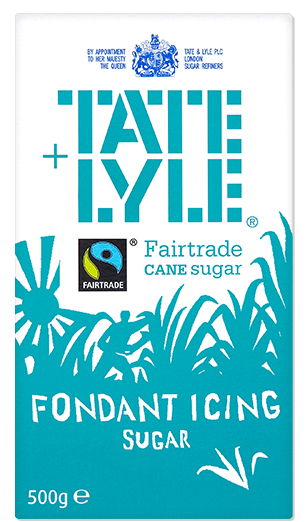 BY APPOINTMENT
TO HER MAJESTY
THE QUEEN
TATE & LYLE PLC
LONDON
SUGAR REFINERS
TATE
+ LYLE®
FAIRTRADE
®
Fairtrade
CANE sugar
FONDANT ICING
SUGAR
500g ℮